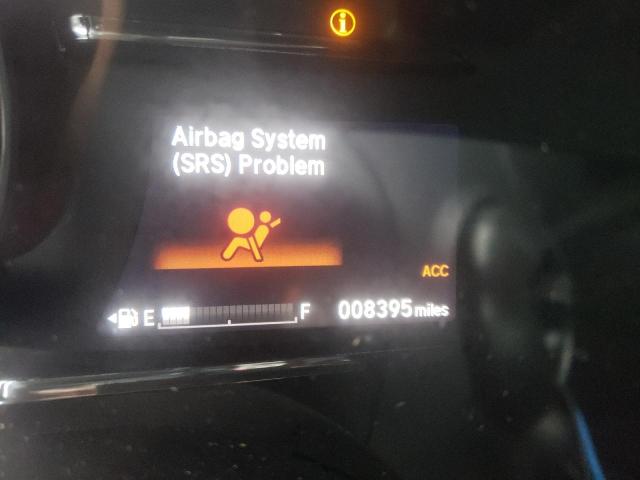 i
Airbag System
(SRS) Problem
ACC
E F 008395 miles